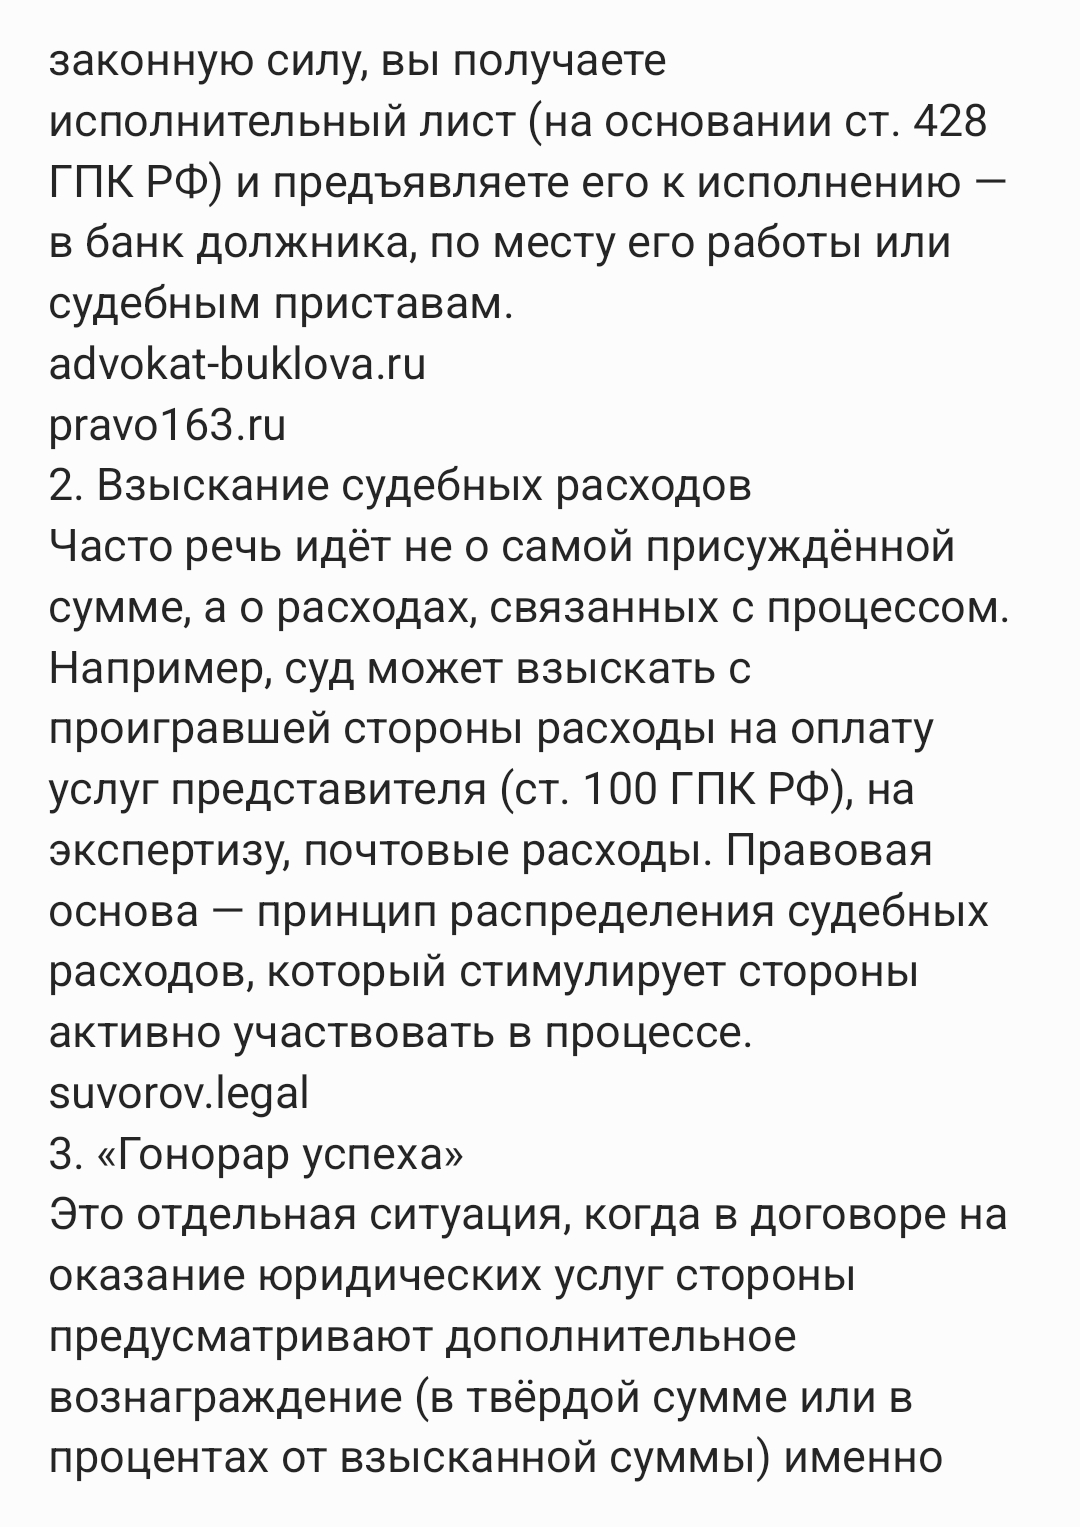 законную силу, вы получаете
исполнительный лист (на основании ст. 428
ГПК РФ) и предъявляете его к исполнению —
в банк должника, по месту его работы или
судебным приставам.
advokat-buklova.ru
pravo163.ru
2. Взыскание судебных расходов
Часто речь идёт не о самой присуждённой
сумме, а о расходах, связанных с процессом.
Например, суд может взыскать с
проигравшей стороны расходы на оплату
услуг представителя (ст. 100 ГПК РФ), на
экспертизу, почтовые расходы. Правовая
основа — принцип распределения судебных
расходов, который стимулирует стороны
активно участвовать в процессе.
suvorov.legal
3. «Гонорар успеха»
Это отдельная ситуация, когда в договоре на
оказание юридических услуг стороны
предусматривают дополнительное
вознаграждение (в твёрдой сумме или в
процентах от взысканной суммы) именно